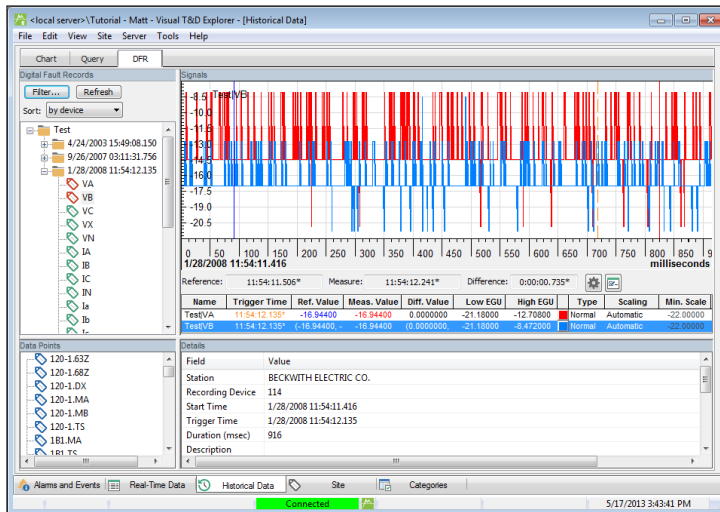 <local server>\Tutorial - Matt - Visual T&D Explorer - [Historical Data]
File Edit View Site Server Tools Help
Chart Query DFR
Digital Fault Records
Filter... Refresh
Sort: by device
Test
4/24/2003 15:49:08.150
9/26/2007 03:11:31.756
1/28/2008 11:54:12.135
VA
VB
VC
VX
VN
IA
IB
IC
IN
Ia
Ib
Signals
Test|VB
-8.5
-10.0
-11.5
-13.0
-14.5
-16.0
-17.5
-19.0
-20.5
0 50 100 150 200 250 300 350 400 450 500 550 600 650 700 750 800 850 9
1/28/2008 11:54:11.416 milliseconds
Reference: 11:54:11.506* Measure: 11:54:12.241* Difference: 0:00:00.735*
Name Trigger Time Ref. Value Meas. Value Diff. Value Low EGU High EGU Type Scaling Min. Scale
Test|VA 11:54:12.135* -16.94400 -16.94400 0.0000000 -21.18000 -12.70800 Normal Automatic -22.00000
Test|VB 11:54:12.135* (-16.94400, - -16.94400 (0.0000000, -21.18000 -8.472000 Normal Automatic -22.00000
Data Points
120-1.63Z
120-1.68Z
120-1.DX
120-1.MA
120-1.MB
120-1.TS
1B1.MA
1B1.TS
Details
Field Value
Station BECKWITH ELECTRIC CO.
Recording Device 114
Start Time 1/28/2008 11:54:11.416
Trigger Time 1/28/2008 11:54:12.135
Duration (msec) 916
Description
Alarms and Events Real-Time Data Historical Data Site Categories
Connected 5/17/2013 3:43:41 PM